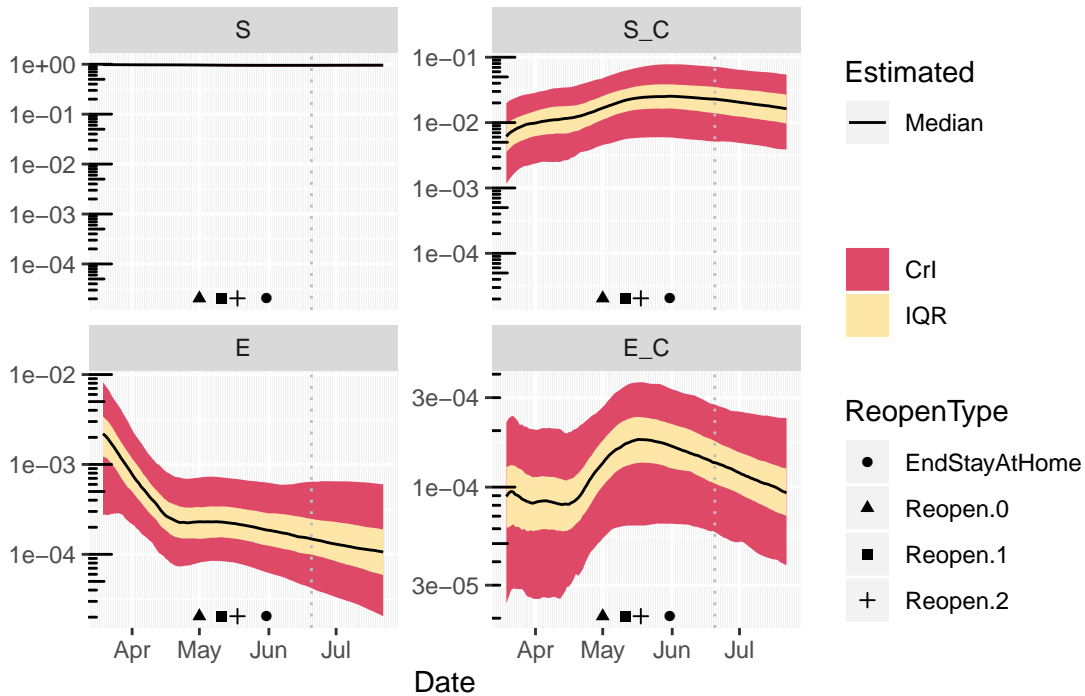 S
S_C
1e+00
1e−01
1e−02
1e−03
1e−04
1e−01
1e−02
1e−03
1e−04
E
E_C
1e−02
1e−03
1e−04
3e−04
1e−04
3e−05
Apr May Jun Jul
Apr May Jun Jul
Date
Estimated
Median
CrI
IQR
ReopenType
EndStayAtHome
Reopen.0
Reopen.1
Reopen.2